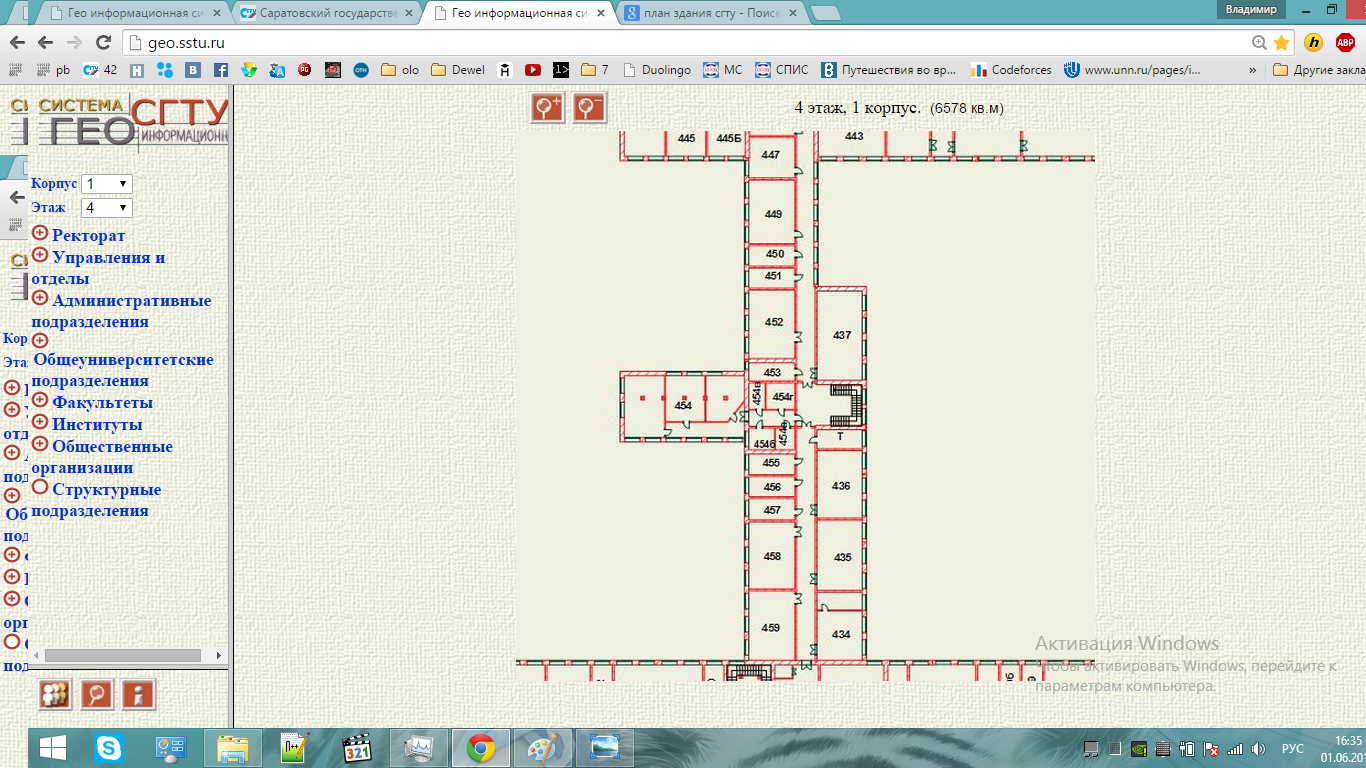 Гео информационная си
Саратовский государстве
Гео информационная си
план здания сгту - Поиск
Владимир
geo.sstu.ru
ABP
pb
42
olo
Dewel
7
Duolingo
МС
СПИС
Путешествия во вр...
Codeforces
www.unn.ru/pages/i...
»
Другие закла
СИСТЕМА
СГТУ
ГЕО
ИНФОРМАЦИОНН
Корпус 1
Этаж 4
Ректорат
Управления и
отделы
Административные
подразделения
Общеуниверситетские
подразделения
Факультеты
Институты
Общественные
организации
Структурные
подразделения
4 этаж, 1 корпус. (6578 кв.м)
445
445Б
447
443
449
450
451
452
437
453
454в
454г
454
454б
454а
Т
455
456
436
457
458
435
459
434
Активация Windows
Чтобы активировать Windows, перейдите к
параметрам компьютера.
321
РУС
16:35
01.06.20